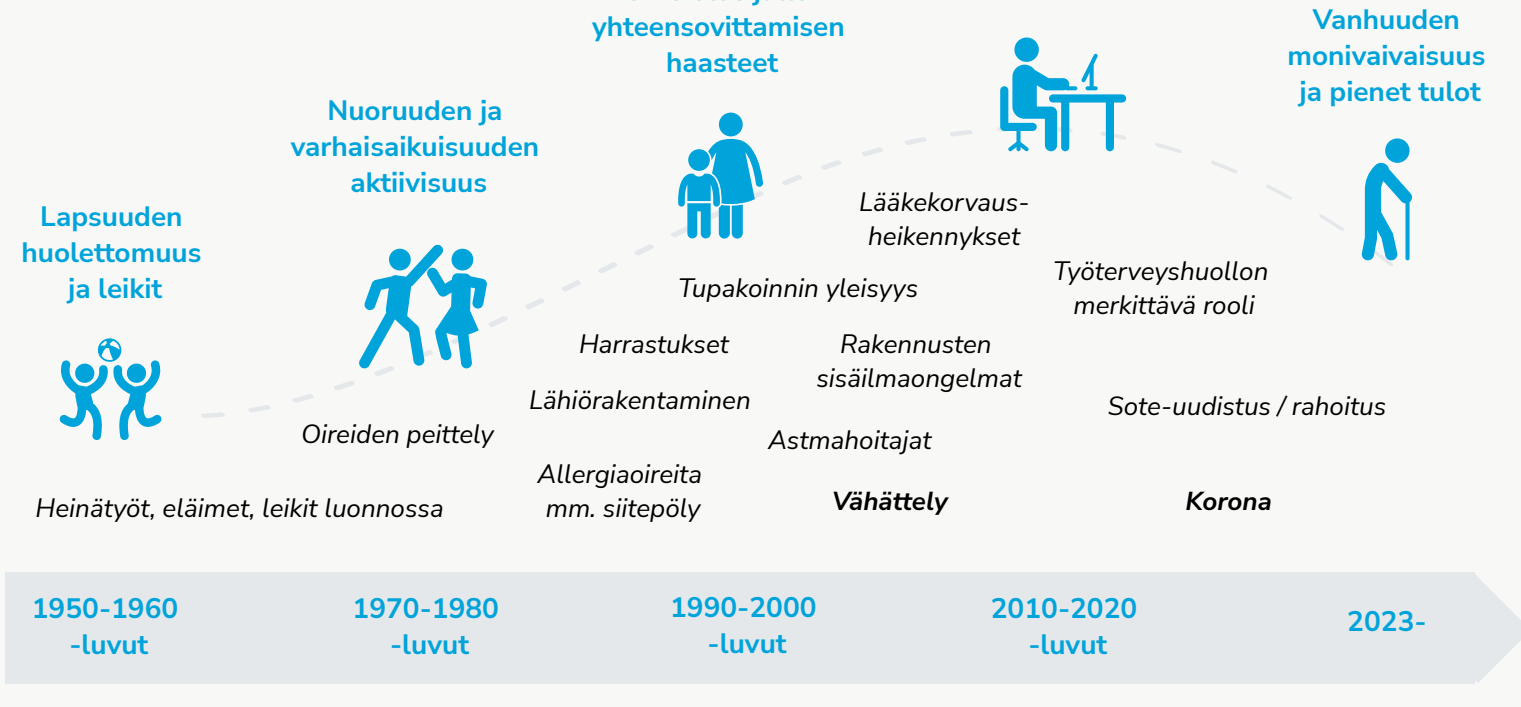 yhteensovittamisen
haasteet
Vanhuuden
monivaivaisuus
ja pienet tulot
Nuoruuden ja
varhaisaikuisuuden
aktiivisuus
Lapsuuden
huolettomuus
ja leikit
Lääkekorvaus-
heikennykset
Tupakoinnin yleisyys
Työterveyshuollon
merkittävä rooli
Harrastukset
Rakennusten
sisäilmaongelmat
Lähiörakentaminen
Sote-uudistus / rahoitus
Oireiden peittely
Astmahoitajat
Allergiaoireita
mm. siitepöly
Heinätyöt, eläimet, leikit luonnossa
Vähättely
Korona
1950-1960
-luvut
1970-1980
-luvut
1990-2000
-luvut
2010-2020
-luvut
2023-